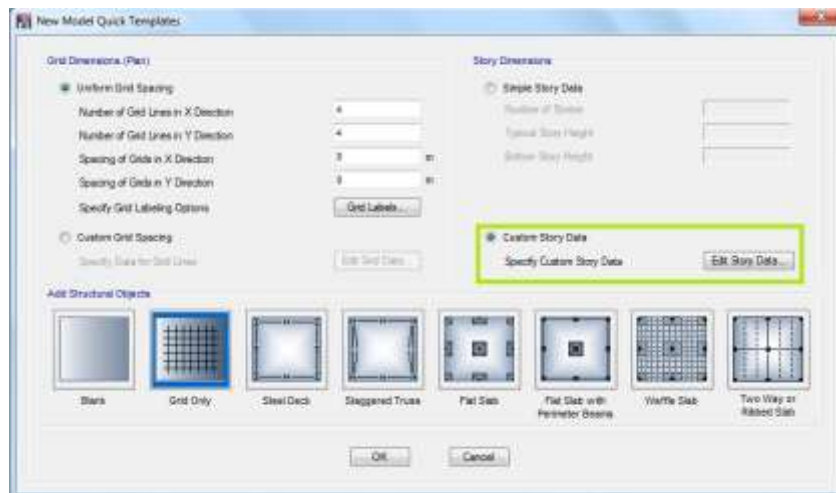 New Model Quick Templates
Grid Dimensions (Plan)
Uniform Grid Spacing
Number of Grid Lines in X Direction 4
Number of Grid Lines in Y Direction 4
Spacing of Grids in X Direction m
Spacing of Grids in Y Direction m
Specify Grid Labeling Options Grid Labels...
Custom Grid Spacing
Specify Data for Grid Lines Edit Grid Data...
Story Dimensions
Simple Story Data
Number of Stories
Typical Story Height
Bottom Story Height
Custom Story Data
Specify Custom Story Data Edit Story Data...
Add Structural Objects
Blank
Grid Only
Steel Deck
Staggered Truss
Flat Slab
Flat Slab with
Perimeter Beams
Waffle Slab
Two Way or
Ribbed Slab
OK
Cancel